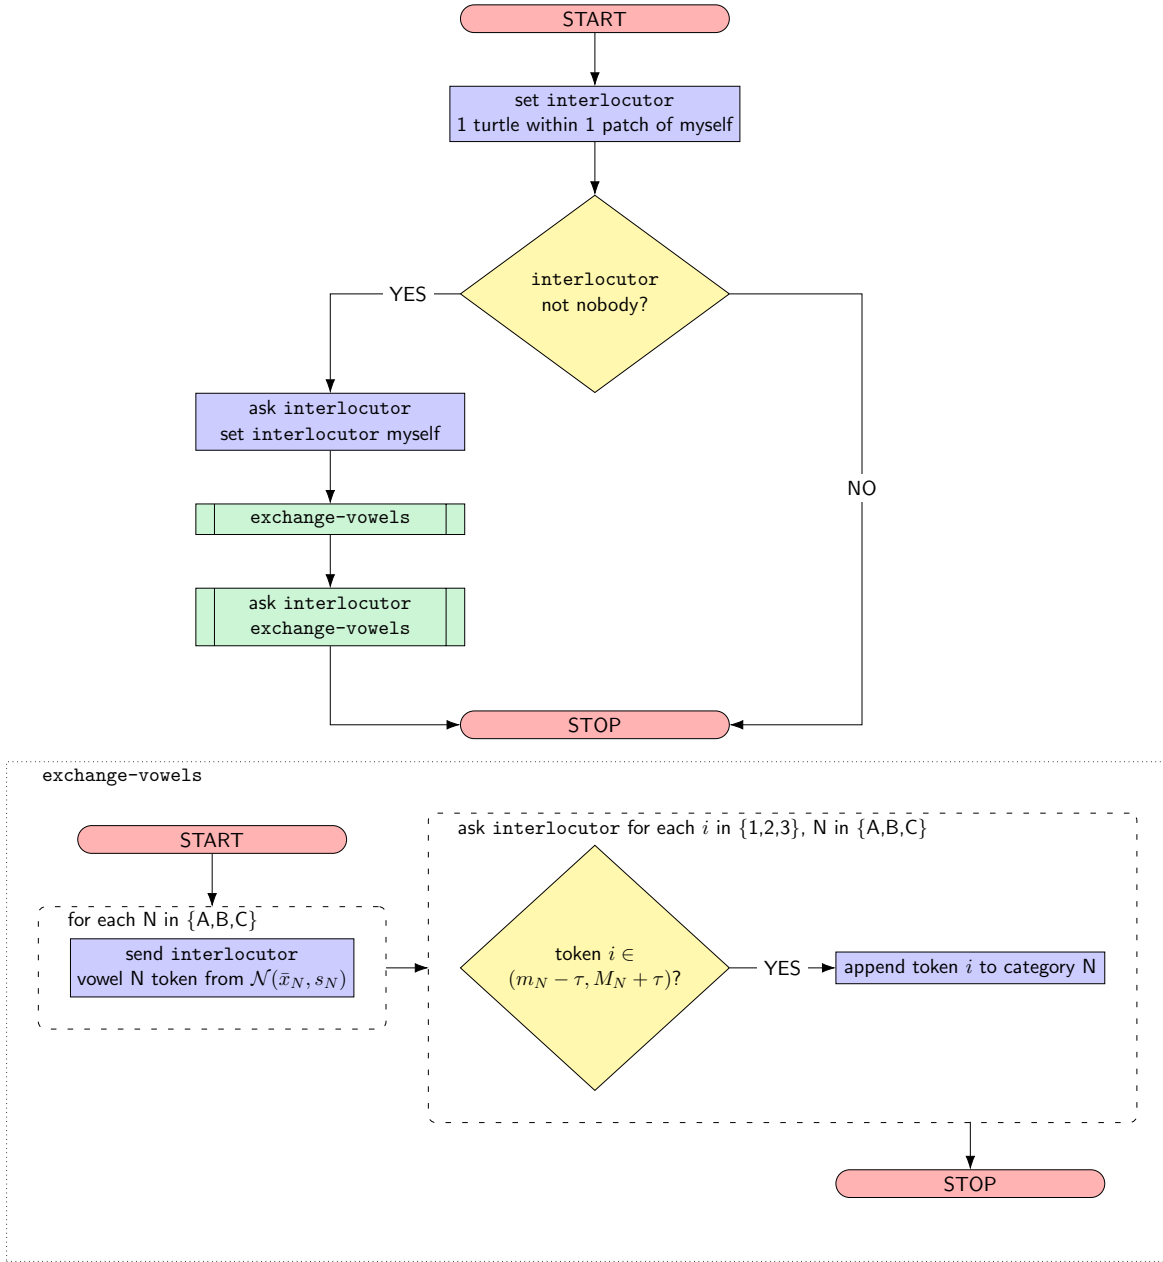 START
set interlocutor
1 turtle within 1 patch of myself
interlocutor
not nobody?
YES
ask interlocutor
set interlocutor myself
NO
exchange-vowels
ask interlocutor
exchange-vowels
STOP
exchange-vowels
START
for each N in {A,B,C}
send interlocutor
vowel N token from 𝒩(x̄_N, s_N)
ask interlocutor for each i in {1,2,3}, N in {A,B,C}
token i ∈
(m_N − τ, M_N + τ)?
YES
append token i to category N
STOP